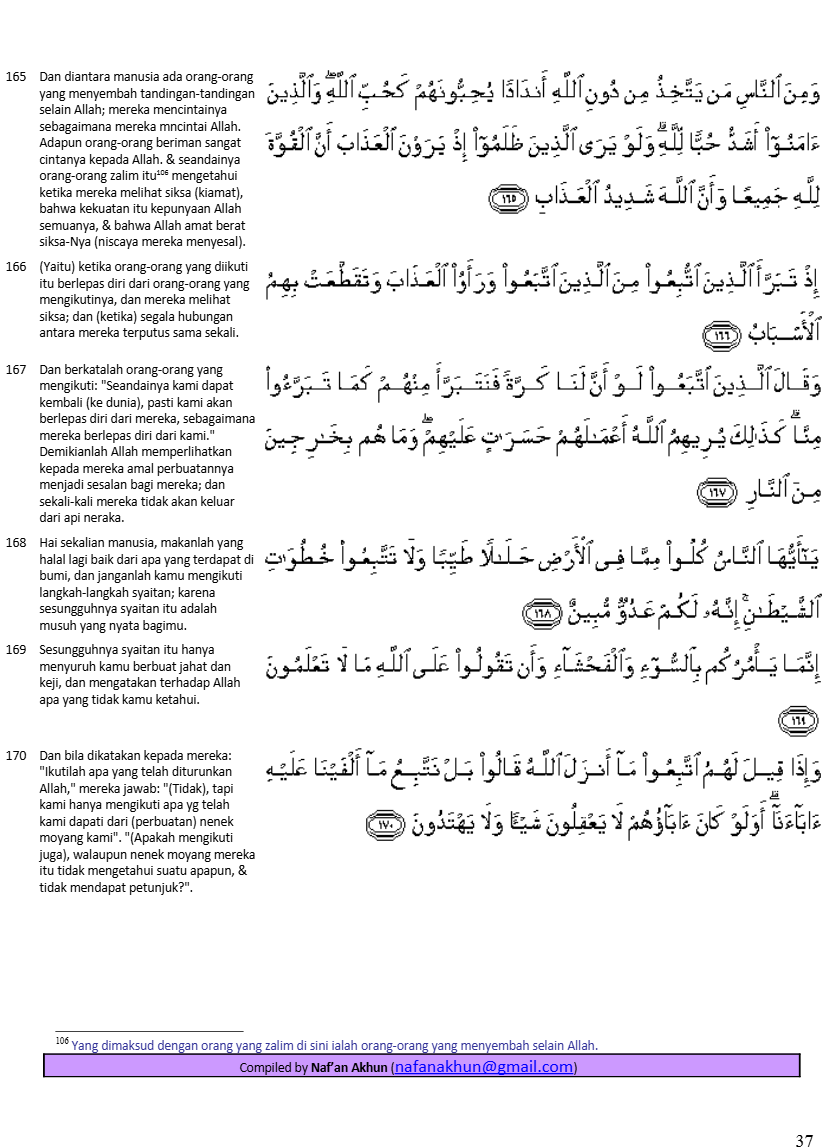 165 Dan diantara manusia ada orang-orang
yang menyembah tandingan-tandingan
selain Allah; mereka mencintainya
sebagaimana mereka mncintai Allah.
Adapun orang-orang beriman sangat
cintanya kepada Allah. & seandainya
orang-orang zalim itu¹⁰⁶ mengetahui
ketika mereka melihat siksa (kiamat),
bahwa kekuatan itu kepunyaan Allah
semuanya, & bahwa Allah amat berat
siksa-Nya (niscaya mereka menyesal).
وَمِنَ ٱلنَّاسِ مَن يَتَّخِذُ مِن دُونِ ٱللَّهِ أَندَادًا يُحِبُّونَهُمْ كَحُبِّ ٱللَّهِ ۖ وَٱلَّذِينَ
ءَامَنُوٓا۟ أَشَدُّ حُبًّا لِّلَّهِ ۗ وَلَوْ يَرَى ٱلَّذِينَ ظَلَمُوٓا۟ إِذْ يَرَوْنَ ٱلْعَذَابَ أَنَّ ٱلْقُوَّةَ
لِلَّهِ جَمِيعًا وَأَنَّ ٱللَّهَ شَدِيدُ ٱلْعَذَابِ ١٦٥
166 (Yaitu) ketika orang-orang yang diikuti
itu berlepas diri dari orang-orang yang
mengikutinya, dan mereka melihat
siksa; dan (ketika) segala hubungan
antara mereka terputus sama sekali.
إِذْ تَبَرَّأَ ٱلَّذِينَ ٱتُّبِعُوا۟ مِنَ ٱلَّذِينَ ٱتَّبَعُوا۟ وَرَأَوُا۟ ٱلْعَذَابَ وَتَقَطَّعَتْ بِهِمُ
ٱلْأَسْبَابُ ١٦٦
167 Dan berkatalah orang-orang yang
mengikuti: "Seandainya kami dapat
kembali (ke dunia), pasti kami akan
berlepas diri dari mereka, sebagaimana
mereka berlepas diri dari kami."
Demikianlah Allah memperlihatkan
kepada mereka amal perbuatannya
menjadi sesalan bagi mereka; dan
sekali-kali mereka tidak akan keluar
dari api neraka.
وَقَالَ ٱلَّذِينَ ٱتَّبَعُوا۟ لَوْ أَنَّ لَنَا كَرَّةً فَنَتَبَرَّأَ مِنْهُمْ كَمَا تَبَرَّءُوا۟
مِنَّا ۗ كَذَٰلِكَ يُرِيهِمُ ٱللَّهُ أَعْمَٰلَهُمْ حَسَرَٰتٍ عَلَيْهِمْ ۖ وَمَا هُم بِخَٰرِجِينَ
مِنَ ٱلنَّارِ ١٦٧
168 Hai sekalian manusia, makanlah yang
halal lagi baik dari apa yang terdapat di
bumi, dan janganlah kamu mengikuti
langkah-langkah syaitan; karena
sesungguhnya syaitan itu adalah
musuh yang nyata bagimu.
يَٰٓأَيُّهَا ٱلنَّاسُ كُلُوا۟ مِمَّا فِى ٱلْأَرْضِ حَلَٰلًا طَيِّبًا وَلَا تَتَّبِعُوا۟ خُطُوَٰتِ
ٱلشَّيْطَٰنِ ۚ إِنَّهُۥ لَكُمْ عَدُوٌّ مُّبِينٌ ١٦٨
169 Sesungguhnya syaitan itu hanya
menyuruh kamu berbuat jahat dan
keji, dan mengatakan terhadap Allah
apa yang tidak kamu ketahui.
إِنَّمَا يَأْمُرُكُم بِٱلسُّوٓءِ وَٱلْفَحْشَآءِ وَأَن تَقُولُوا۟ عَلَى ٱللَّهِ مَا لَا تَعْلَمُونَ
١٦٩
170 Dan bila dikatakan kepada mereka:
"Ikutilah apa yang telah diturunkan
Allah," mereka jawab: "(Tidak), tapi
kami hanya mengikuti apa yg telah
kami dapati dari (perbuatan) nenek
moyang kami". "(Apakah mengikuti
juga), walaupun nenek moyang mereka
itu tidak mengetahui suatu apapun, &
tidak mendapat petunjuk?".
وَإِذَا قِيلَ لَهُمُ ٱتَّبِعُوا۟ مَآ أَنزَلَ ٱللَّهُ قَالُوا۟ بَلْ نَتَّبِعُ مَآ أَلْفَيْنَا عَلَيْهِ
ءَابَآءَنَآ ۗ أَوَلَوْ كَانَ ءَابَآؤُهُمْ لَا يَعْقِلُونَ شَيْـًٔا وَلَا يَهْتَدُونَ ١٧٠
¹⁰⁶ Yang dimaksud dengan orang yang zalim di sini ialah orang-orang yang menyembah selain Allah.
Compiled by Naf'an Akhun (nafanakhun@gmail.com)
37